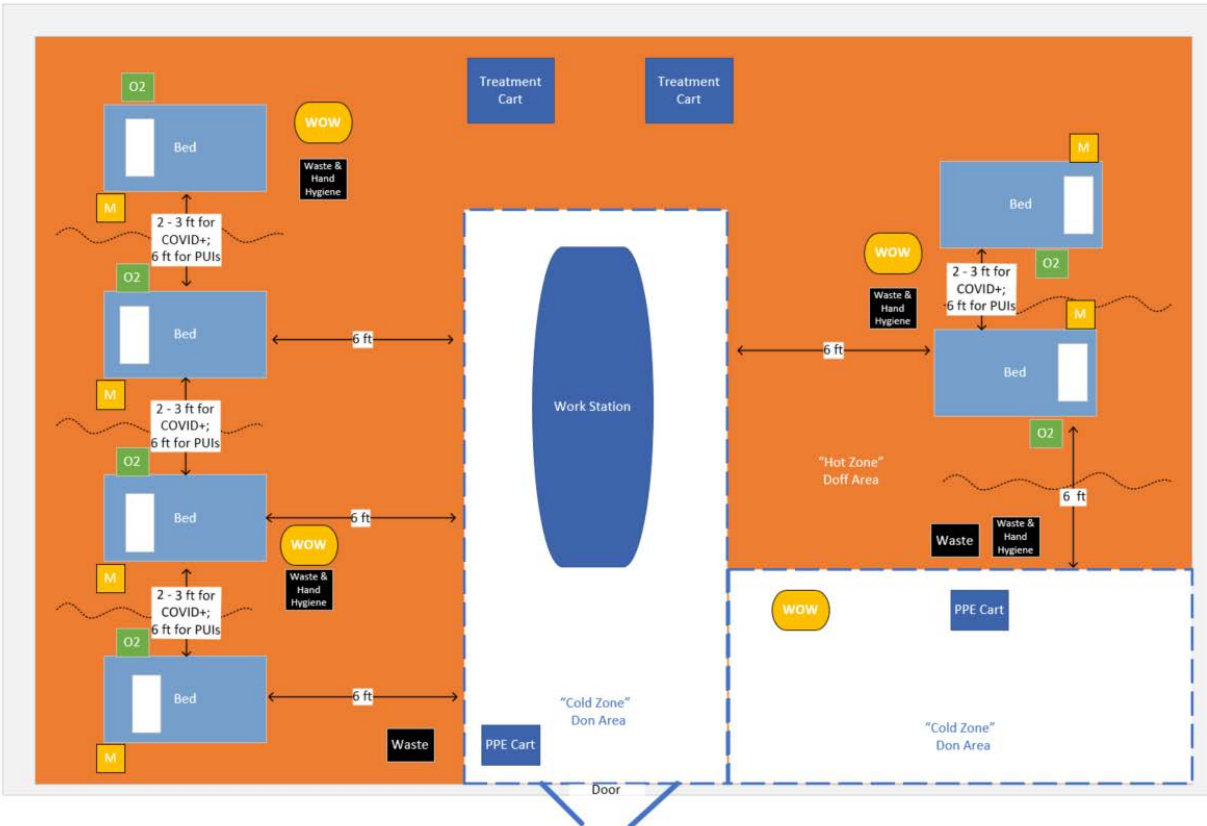 O2
Bed
M
WOW
Waste &
Hand
Hygiene
2 - 3 ft for
COVID+;
6 ft for PUIs
O2
Bed
M
6 ft
2 - 3 ft for
COVID+;
6 ft for PUIs
O2
Bed
M
6 ft
WOW
Waste &
Hand
Hygiene
2 - 3 ft for
COVID+;
6 ft for PUIs
O2
Bed
M
6 ft
Waste
Treatment
Cart
Treatment
Cart
Work Station
"Cold Zone"
Don Area
PPE Cart
Door
M
Bed
O2
WOW
Waste &
Hand
Hygiene
2 - 3 ft for
COVID+;
6 ft for PUIs
M
6 ft
Bed
O2
"Hot Zone"
Doff Area
6 ft
Waste
Waste &
Hand
Hygiene
WOW
PPE Cart
"Cold Zone"
Don Area